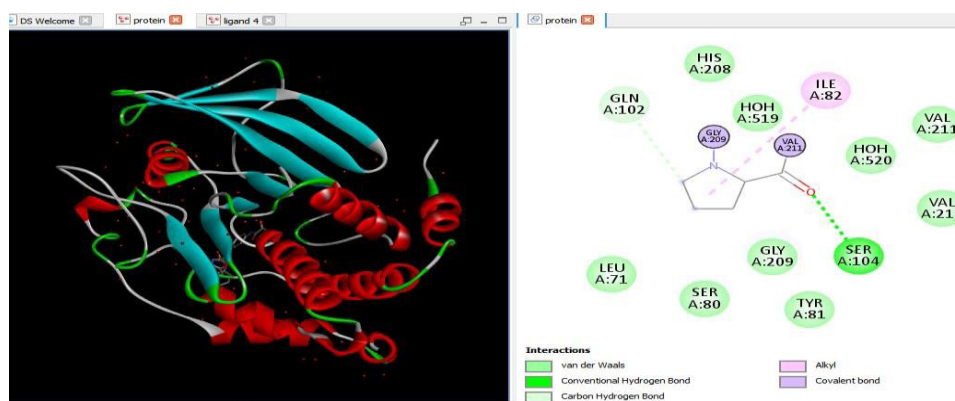 DS Welcome
protein
ligand 4
protein
HIS
A:208
GLN
A:102
ILE
A:82
HOH
A:519
GLY
A:209
VAL
A:211
VAL
A:211
HOH
A:520
N
O
VAL
A:21
SER
A:104
GLY
A:209
LEU
A:71
SER
A:80
TYR
A:81
Interactions
van der Waals
Conventional Hydrogen Bond
Carbon Hydrogen Bond
Alkyl
Covalent bond